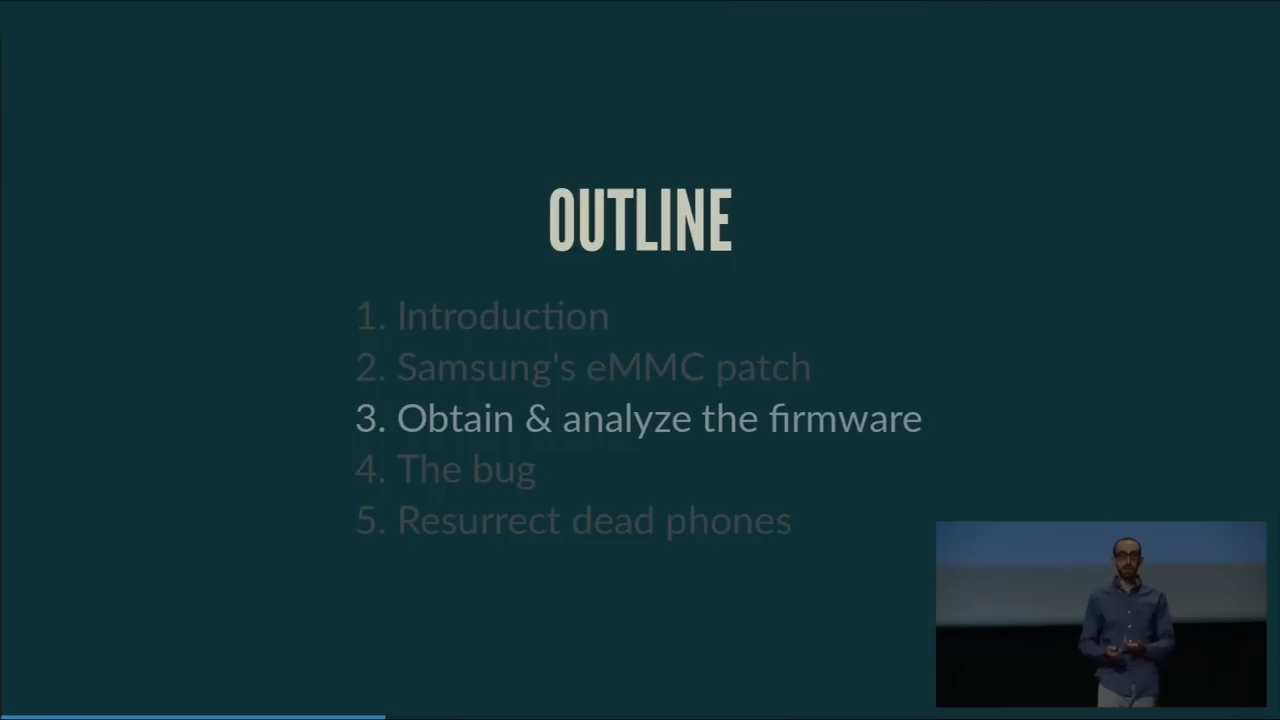 OUTLINE
1. Introduction
2. Samsung's eMMC patch
3. Obtain & analyze the firmware
4. The bug
5. Resurrect dead phones